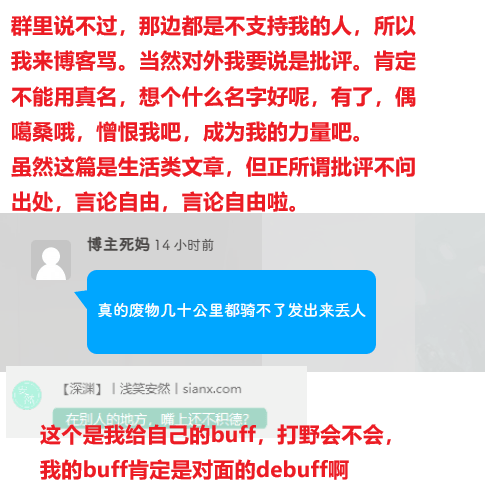 群里说不过，那边都是不支持我的人，所以
我来博客骂。当然对外我要说是批评。肯定
不能用真名，想个什么名字好呢，有了，偶
噶桑哦，憎恨我吧，成为我的力量吧。
虽然这篇是生活类文章，但正所谓批评不问
出处，言论自由，言论自由啦。
博主死妈 14 小时前
真的废物几十公里都骑不了发出来丢人
【深渊】丨浅笑安然丨sianx.com
安然
在别人的地方，嘴上还不积德？
这个是我给自己的buff，打野会不会，
我的buff肯定是对面的debuff啊